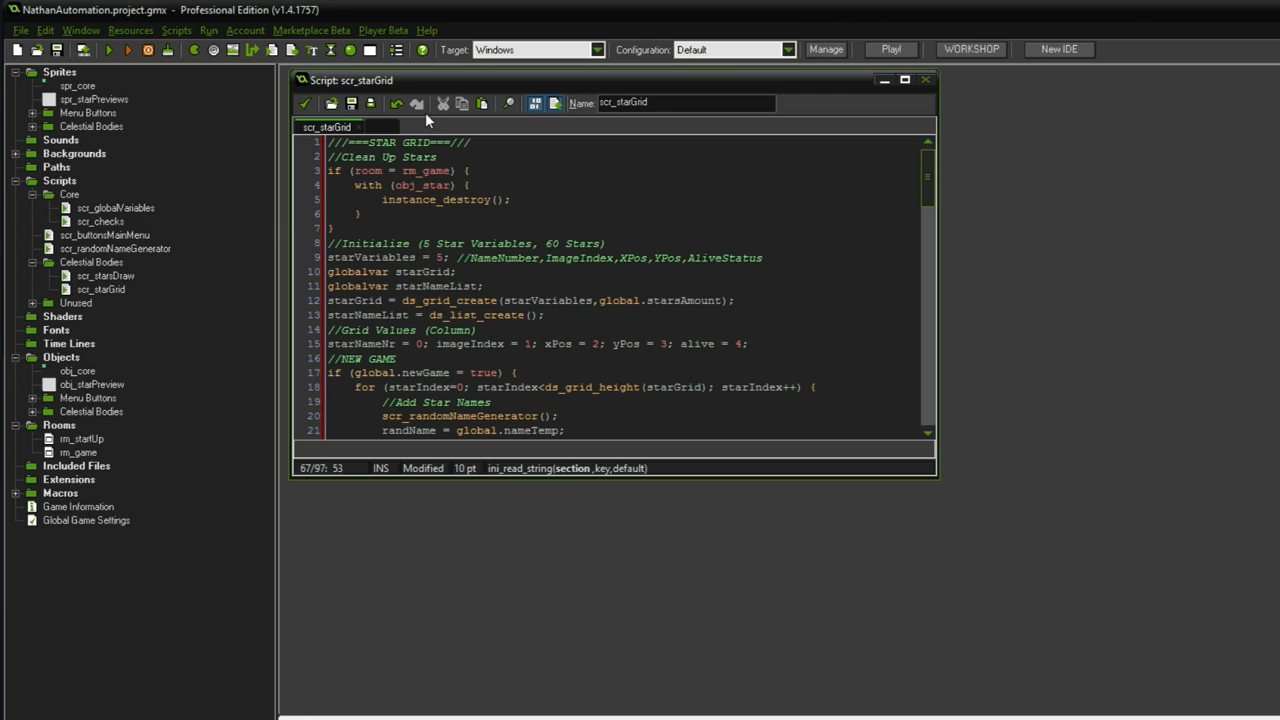 NathanAutomation.project.gmx - Professional Edition (v1.4.1757)
File Edit Window Resources Scripts Run Account Marketplace Beta Player Beta Help
Target: Windows Configuration: Default Manage Play! WORKSHOP New IDE
Sprites
spr_core
spr_starPreviews
Menu Buttons
Celestial Bodies
Sounds
Backgrounds
Paths
Scripts
Core
scr_globalVariables
scr_checks
scr_buttonsMainMenu
scr_randomNameGenerator
Celestial Bodies
scr_starsDraw
scr_starGrid
Unused
Shaders
Fonts
Time Lines
Objects
obj_core
obj_starPreview
Menu Buttons
Celestial Bodies
Rooms
rm_startUp
rm_game
Included Files
Extensions
Macros
Game Information
Global Game Settings
Script: scr_starGrid
Name: scr_starGrid
scr_starGrid
1 ///===STAR GRID===///
2 //Clean Up Stars
3 if (room = rm_game) {
4 with (obj_star) {
5 instance_destroy();
6 }
7 }
8 //Initialize (5 Star Variables, 60 Stars)
9 starVariables = 5; //NameNumber,ImageIndex,XPos,YPos,AliveStatus
10 globalvar starGrid;
11 globalvar starNameList;
12 starGrid = ds_grid_create(starVariables,global.starsAmount);
13 starNameList = ds_list_create();
14 //Grid Values (Column)
15 starNameNr = 0; imageIndex = 1; xPos = 2; yPos = 3; alive = 4;
16 //NEW GAME
17 if (global.newGame = true) {
18 for (starIndex=0; starIndex<ds_grid_height(starGrid); starIndex++) {
19 //Add Star Names
20 scr_randomNameGenerator();
21 randName = global.nameTemp;
67/97: 53 INS Modified 10 pt ini_read_string(section ,key,default)